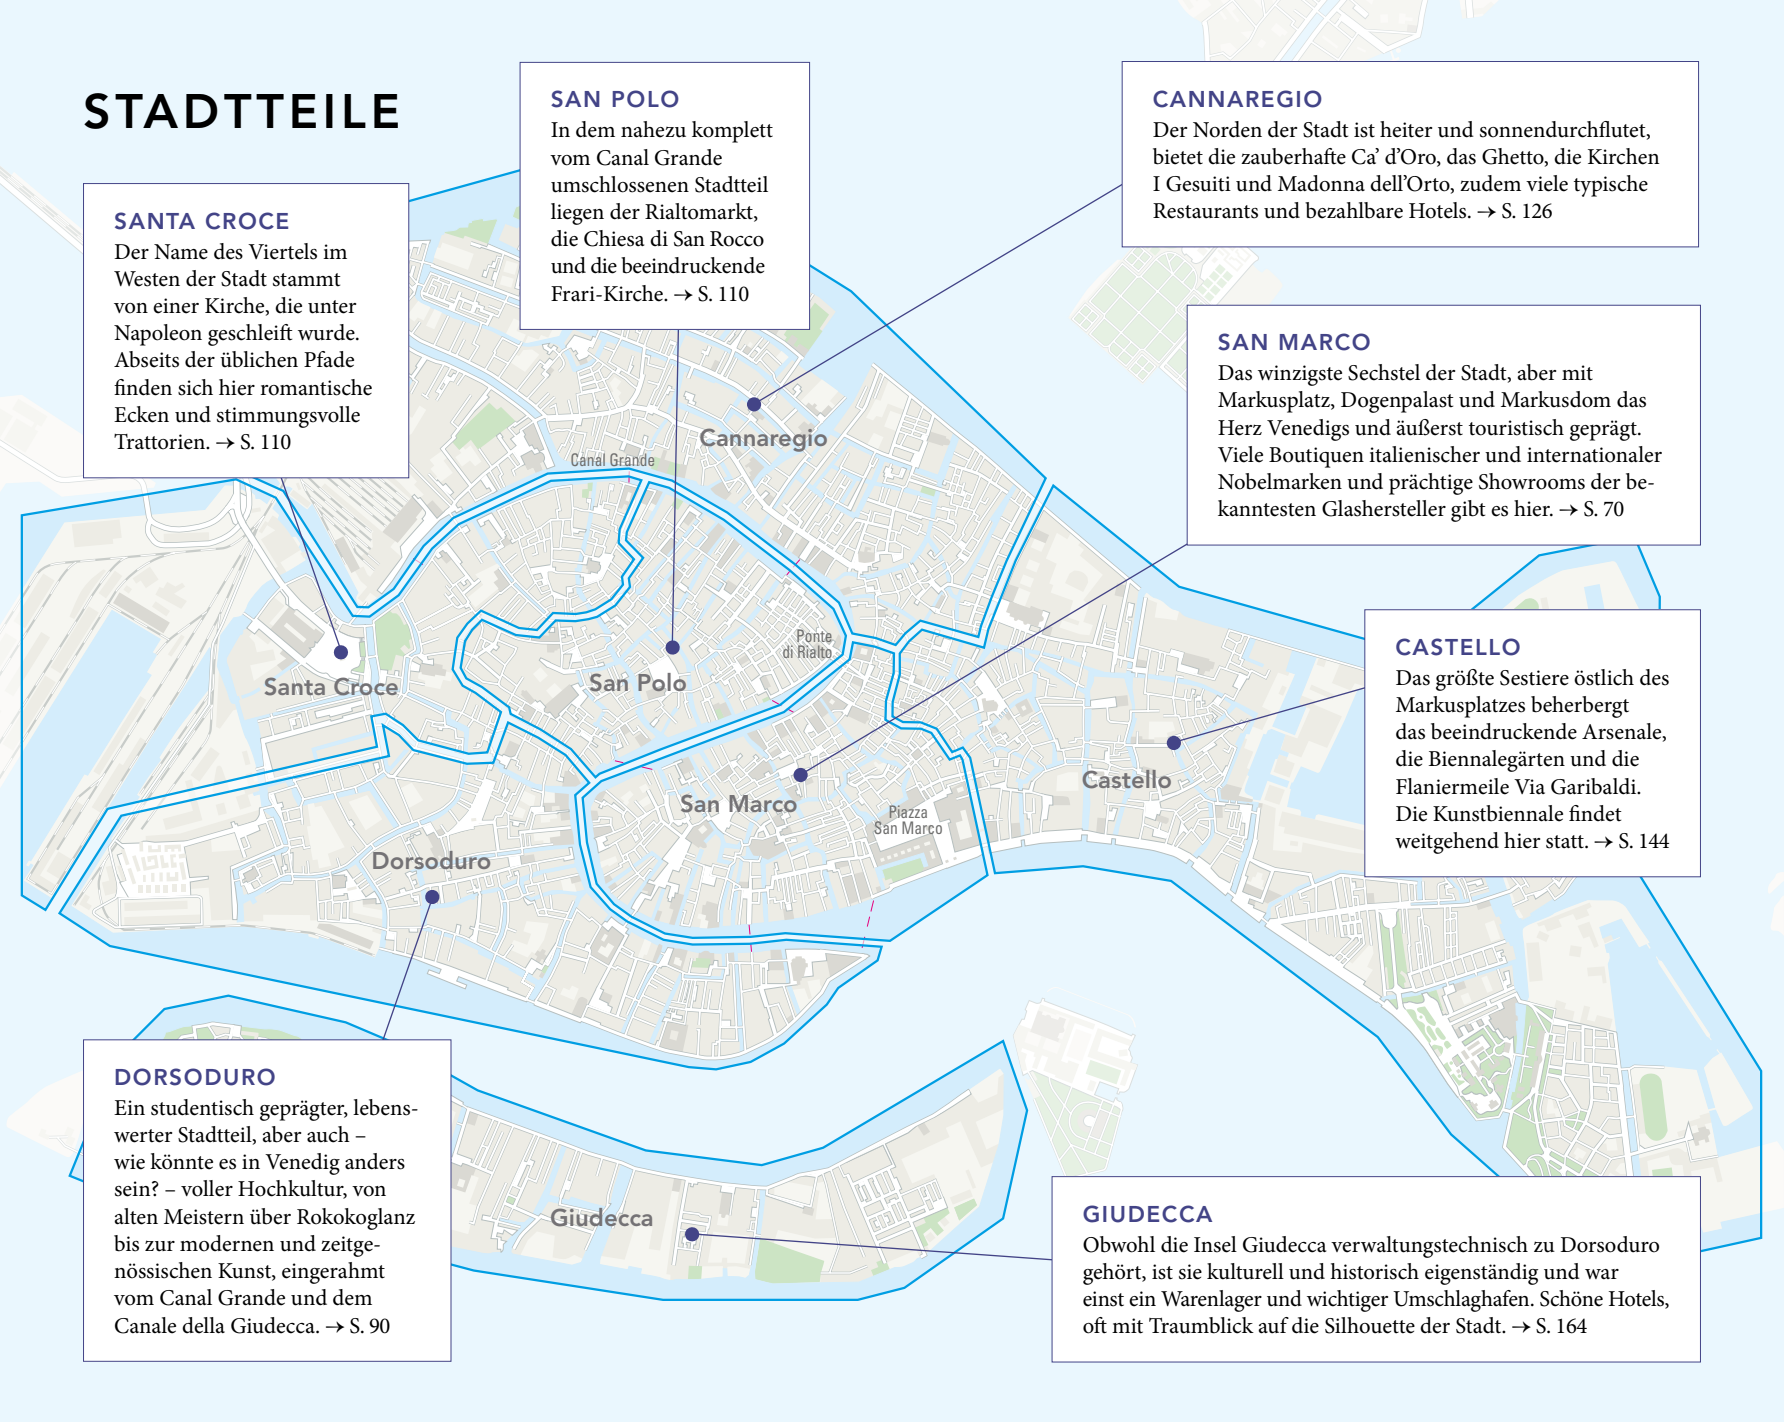 STADTTEILE
SANTA CROCE
Der Name des Viertels im
Westen der Stadt stammt
von einer Kirche, die unter
Napoleon geschleift wurde.
Abseits der üblichen Pfade
finden sich hier romantische
Ecken und stimmungsvolle
Trattorien. → S. 110
SAN POLO
In dem nahezu komplett
vom Canal Grande
umschlossenen Stadtteil
liegen der Rialtomarkt,
die Chiesa di San Rocco
und die beeindruckende
Frari-Kirche. → S. 110
CANNAREGIO
Der Norden der Stadt ist heiter und sonnendurchflutet,
bietet die zauberhafte Ca’ d’Oro, das Ghetto, die Kirchen
I Gesuiti und Madonna dell’Orto, zudem viele typische
Restaurants und bezahlbare Hotels. → S. 126
SAN MARCO
Das winzigste Sechstel der Stadt, aber mit
Markusplatz, Dogenpalast und Markusdom das
Herz Venedigs und äußerst touristisch geprägt.
Viele Boutiquen italienischer und internationaler
Nobelmarken und prächtige Showrooms der be-
kanntesten Glashersteller gibt es hier. → S. 70
CASTELLO
Das größte Sestiere östlich des
Markusplatzes beherbergt
das beeindruckende Arsenale,
die Biennalegärten und die
Flaniermeile Via Garibaldi.
Die Kunstbiennale findet
weitgehend hier statt. → S. 144
Cannaregio
Canal Grande
Ponte
di Rialto
Santa Croce
San Polo
San Marco
Piazza
San Marco
Castello
Dorsoduro
Giudecca
DORSODURO
Ein studentisch geprägter, lebens-
werter Stadtteil, aber auch –
wie könnte es in Venedig anders
sein? – voller Hochkultur, von
alten Meistern über Rokokoglanz
bis zur modernen und zeitge-
nössischen Kunst, eingerahmt
vom Canal Grande und dem
Canale della Giudecca. → S. 90
GIUDECCA
Obwohl die Insel Giudecca verwaltungstechnisch zu Dorsoduro
gehört, ist sie kulturell und historisch eigenständig und war
einst ein Warenlager und wichtiger Umschlaghafen. Schöne Hotels,
oft mit Traumblick auf die Silhouette der Stadt. → S. 164